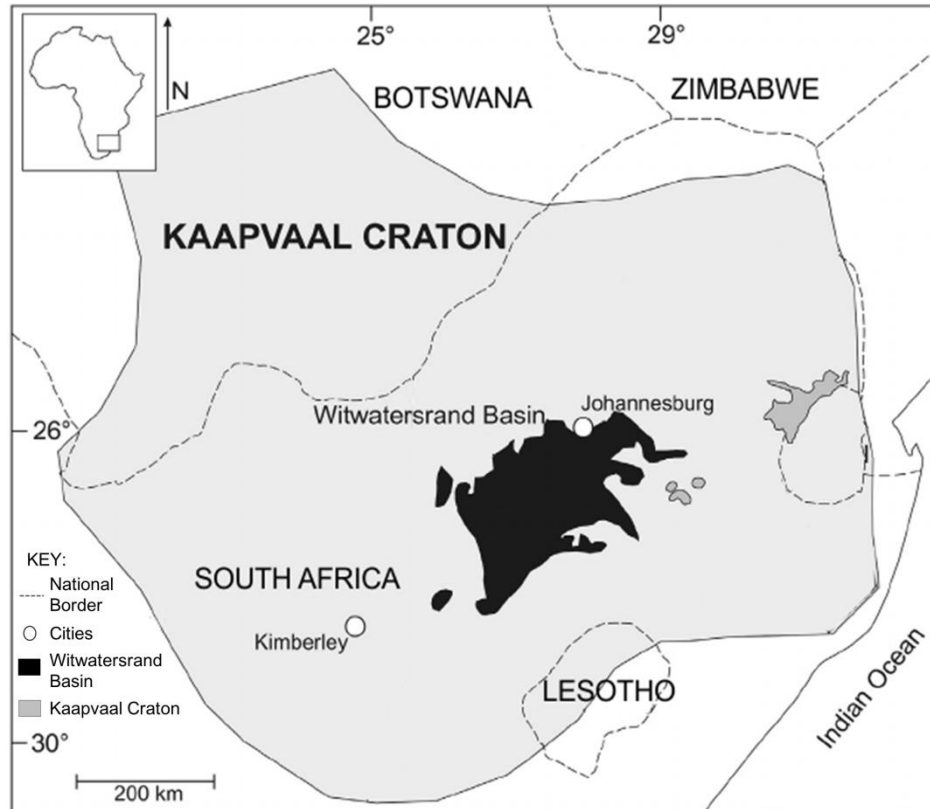 25°
29°
N
BOTSWANA
ZIMBABWE
KAAPVAAL CRATON
Witwatersrand Basin
Johannesburg
26°
KEY:
National
Border
Cities
Witwatersrand
Basin
Kaapvaal Craton
SOUTH AFRICA
Kimberley
LESOTHO
Indian Ocean
30°
200 km